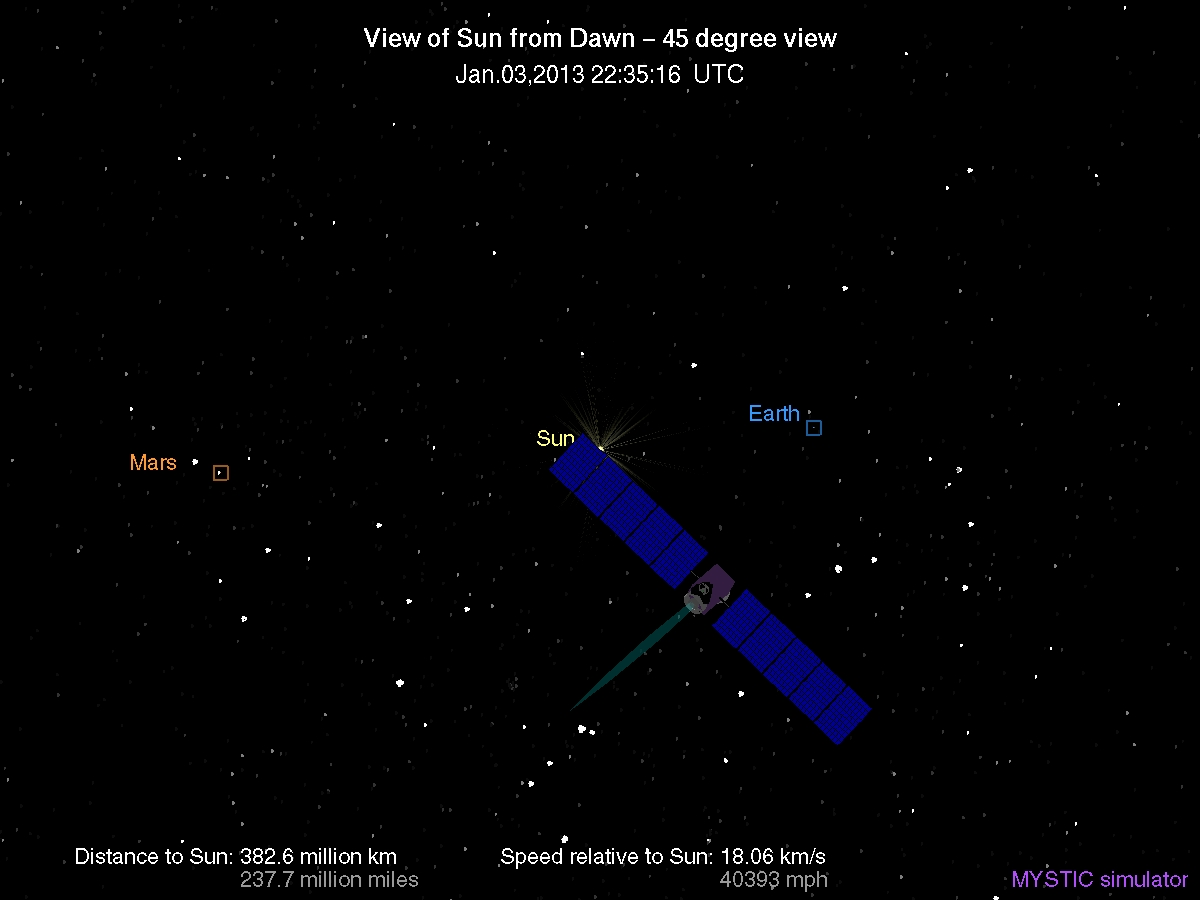 View of Sun from Dawn – 45 degree view
Jan.03,2013 22:35:16 UTC
Earth
Sun
Mars
Distance to Sun: 382.6 million km
237.7 million miles
Speed relative to Sun: 18.06 km/s
40393 mph
MYSTIC simulator